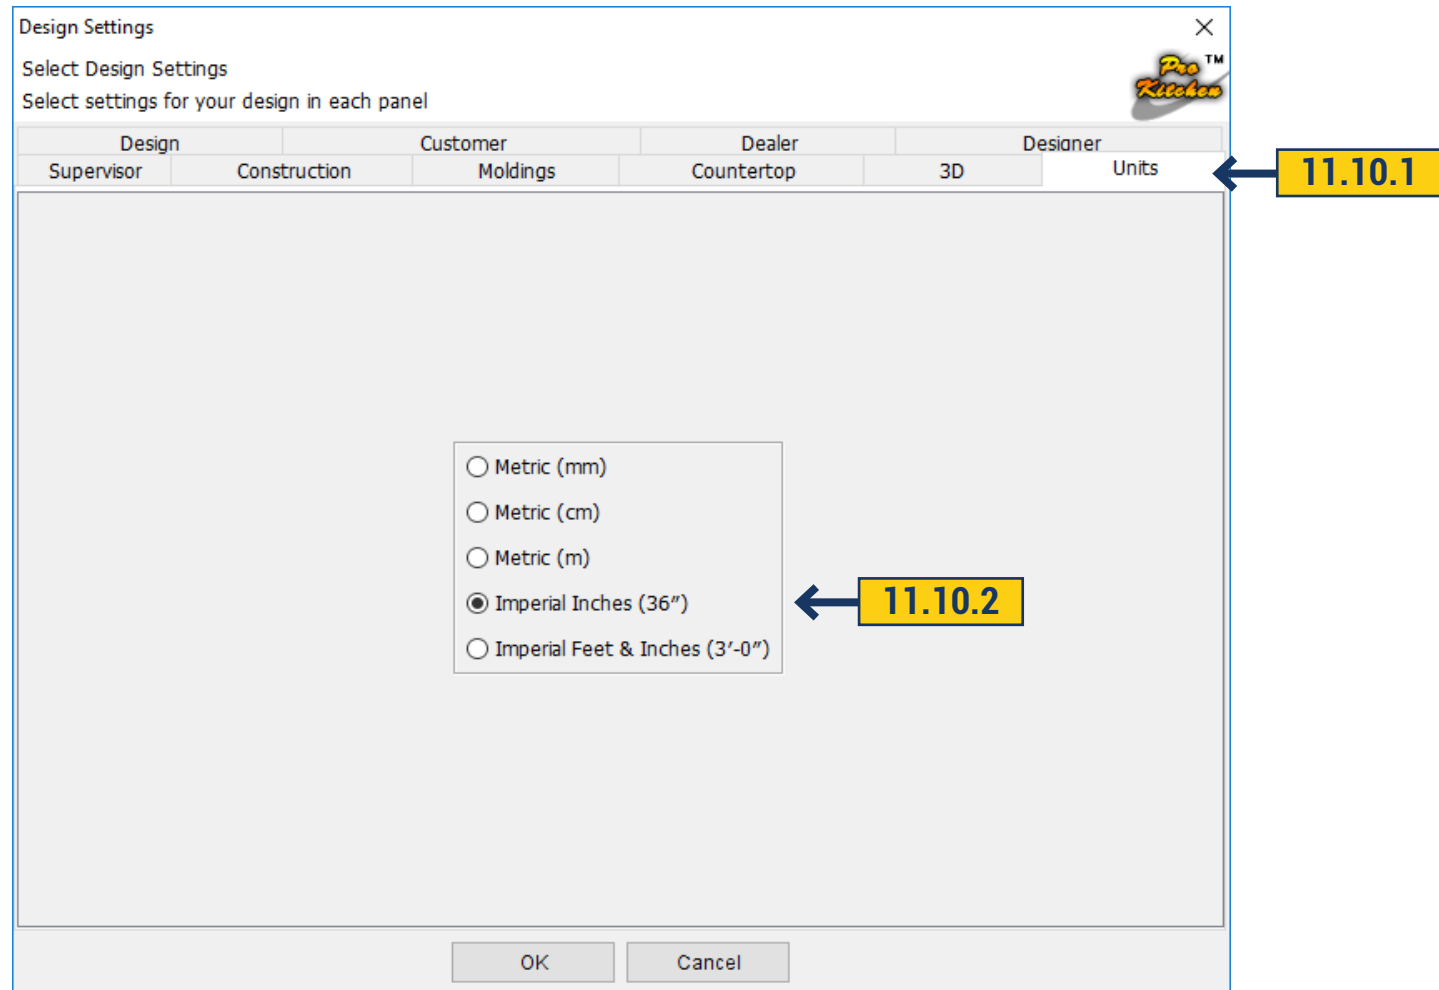 Design Settings
Select Design Settings
Select settings for your design in each panel
Pro Kitchen ™
Design Customer Dealer Designer
Supervisor Construction Moldings Countertop 3D Units
11.10.1
Metric (mm)
Metric (cm)
Metric (m)
Imperial Inches (36″)
11.10.2
Imperial Feet & Inches (3′-0″)
OK Cancel